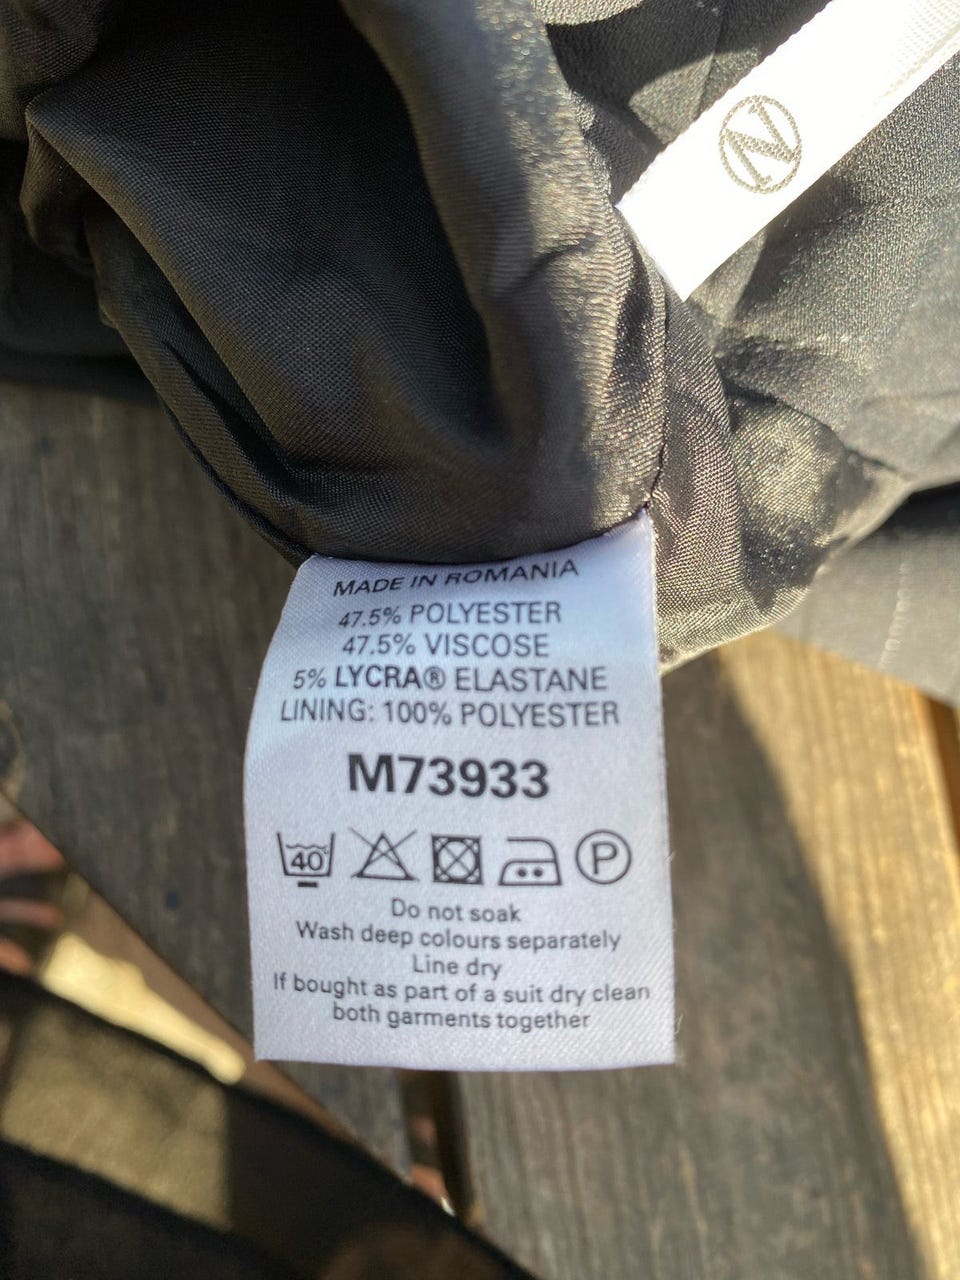 N
MADE IN ROMANIA
47.5% POLYESTER
47.5% VISCOSE
5% LYCRA® ELASTANE
LINING: 100% POLYESTER
M73933
40 P
Do not soak
Wash deep colours separately
Line dry
If bought as part of a suit dry clean
both garments together